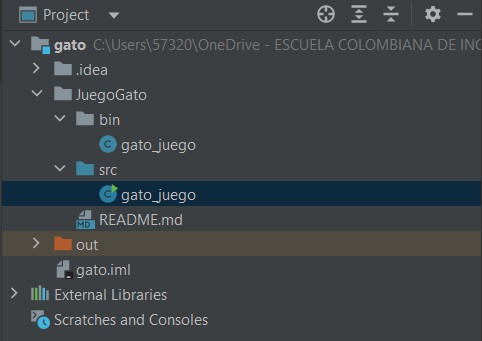 Project
gato C:\Users\57320\OneDrive - ESCUELA COLOMBIANA DE INC
.idea
JuegoGato
bin
C gato_juego
src
C gato_juego
MD README.md
out
gato.iml
External Libraries
Scratches and Consoles